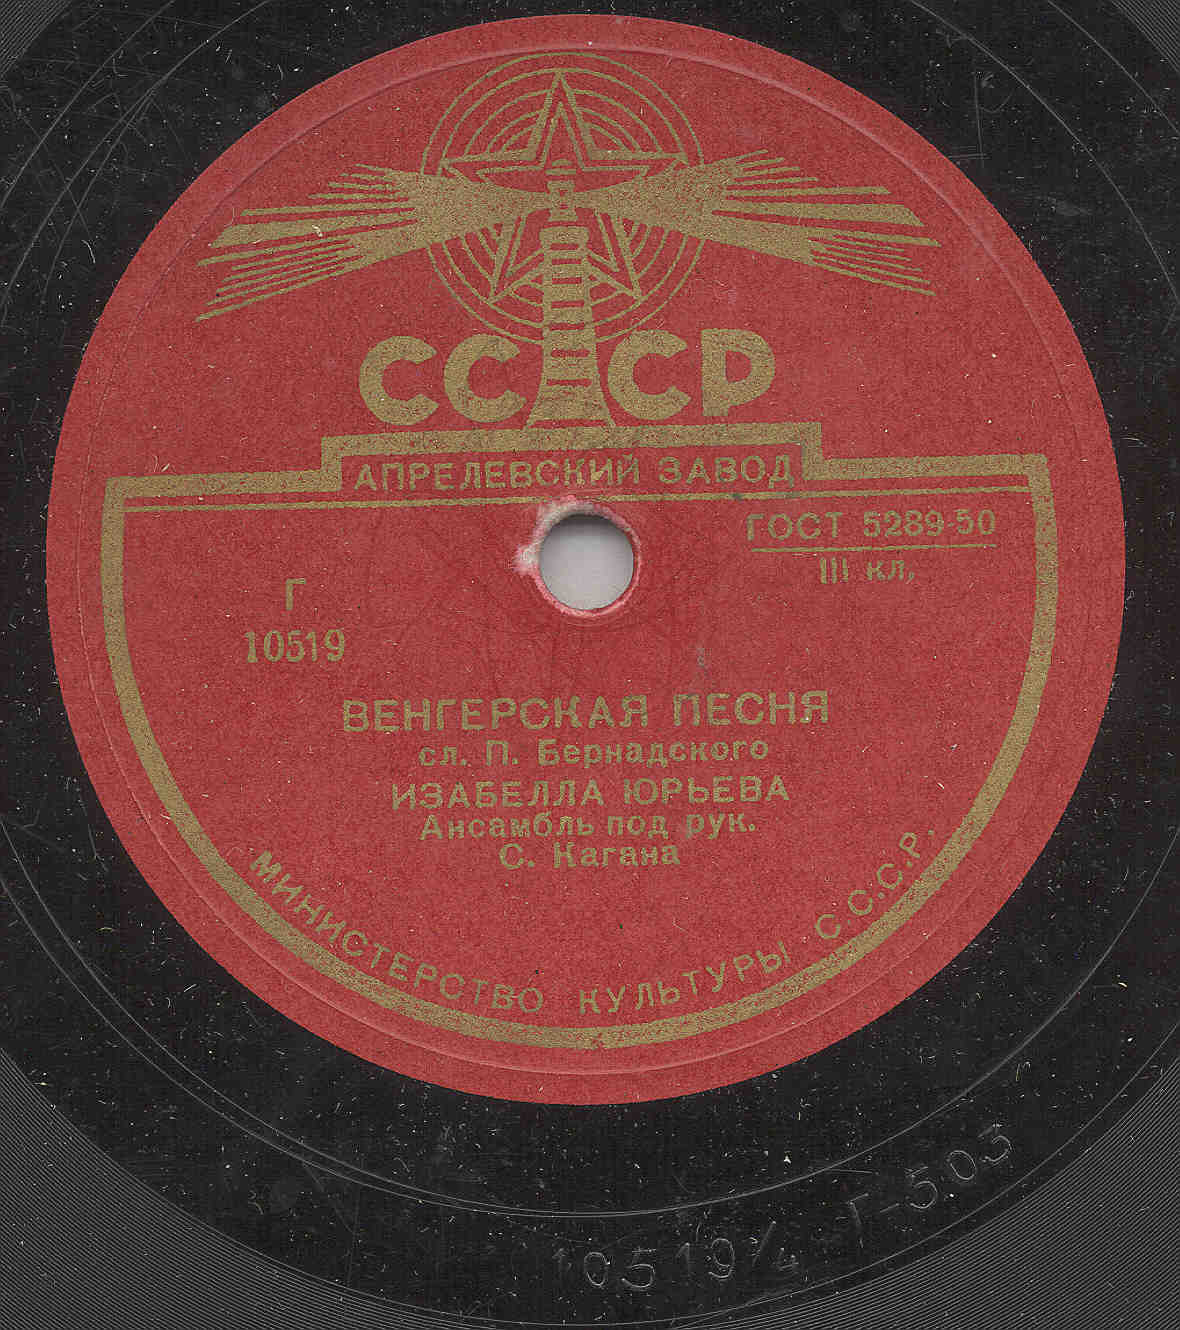 СССР
АПРЕЛЕВСКИЙ ЗАВОД
ГОСТ 5289-50
III кл,
Г
10519
ВЕНГЕРСКАЯ ПЕСНЯ
сл. П. Бернадского
ИЗАБЕЛЛА ЮРЬЕВА
Ансамбль под рук.
С. Кагана
МИНИСТЕРСТВО КУЛЬТУРЫ С.С.С.Р.
10519/4 Г-503